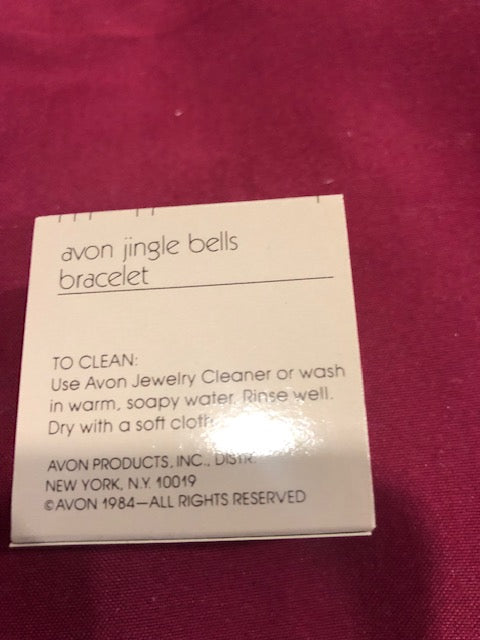 avon jingle bells
bracelet
TO CLEAN:
Use Avon Jewelry Cleaner or wash
in warm, soapy water. Rinse well.
Dry with a soft cloth
AVON PRODUCTS, INC., DISTR.
NEW YORK, N.Y. 10019
©AVON 1984—ALL RIGHTS RESERVED